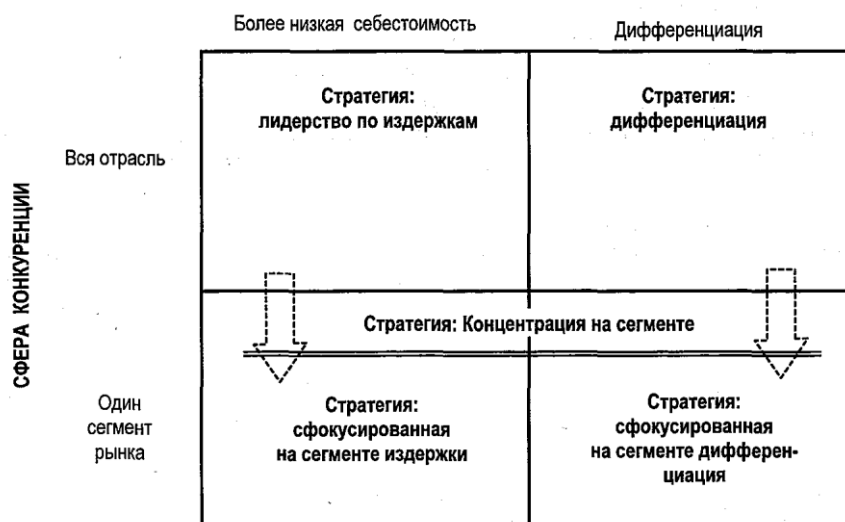 Более низкая себестоимость
Дифференциация
Стратегия:
лидерство по издержкам
Стратегия:
дифференциация
Вся отрасль
СФЕРА КОНКУРЕНЦИИ
Стратегия: Концентрация на сегменте
Один
сегмент
рынка
Стратегия:
сфокусированная
на сегменте издержки
Стратегия:
сфокусированная
на сегменте дифферен-
циация